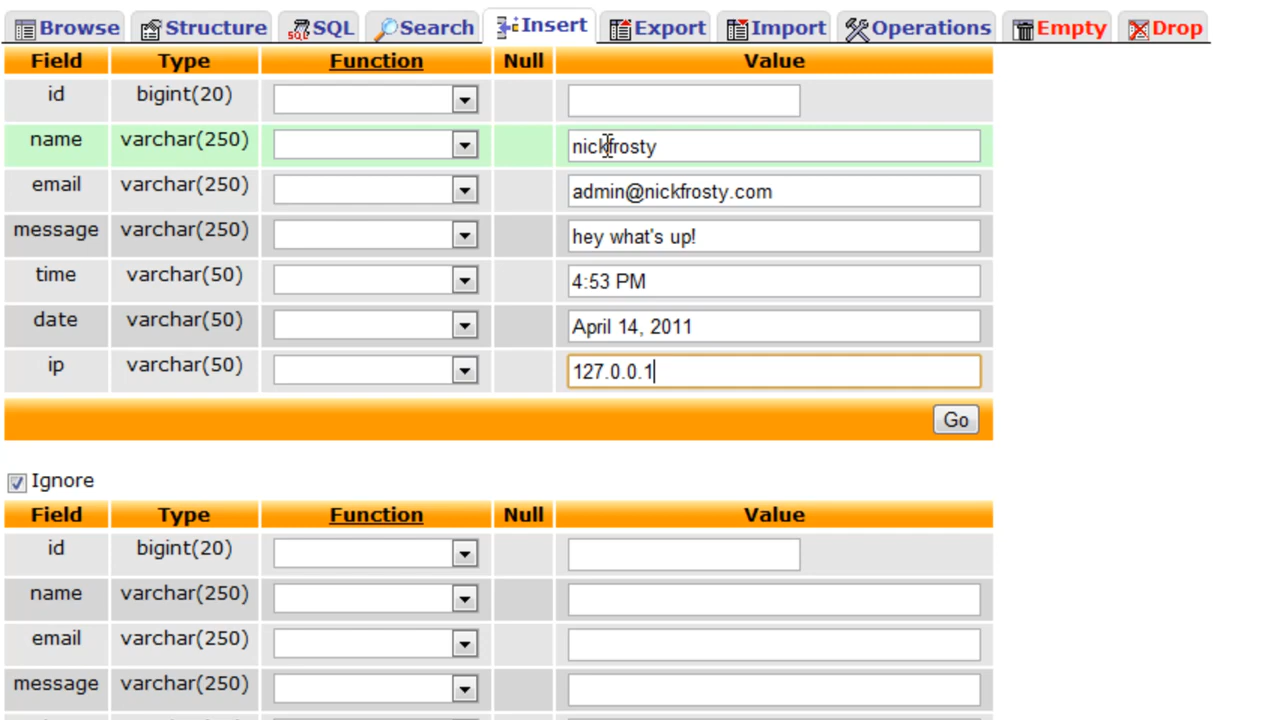 Browse Structure SQL Search Insert Export Import Operations Empty Drop
Field Type Function Null Value
id bigint(20)
name varchar(250) nickfrosty
email varchar(250) admin@nickfrosty.com
message varchar(250) hey what's up!
time varchar(50) 4:53 PM
date varchar(50) April 14, 2011
ip varchar(50) 127.0.0.1
Go
Ignore
Field Type Function Null Value
id bigint(20)
name varchar(250)
email varchar(250)
message varchar(250)